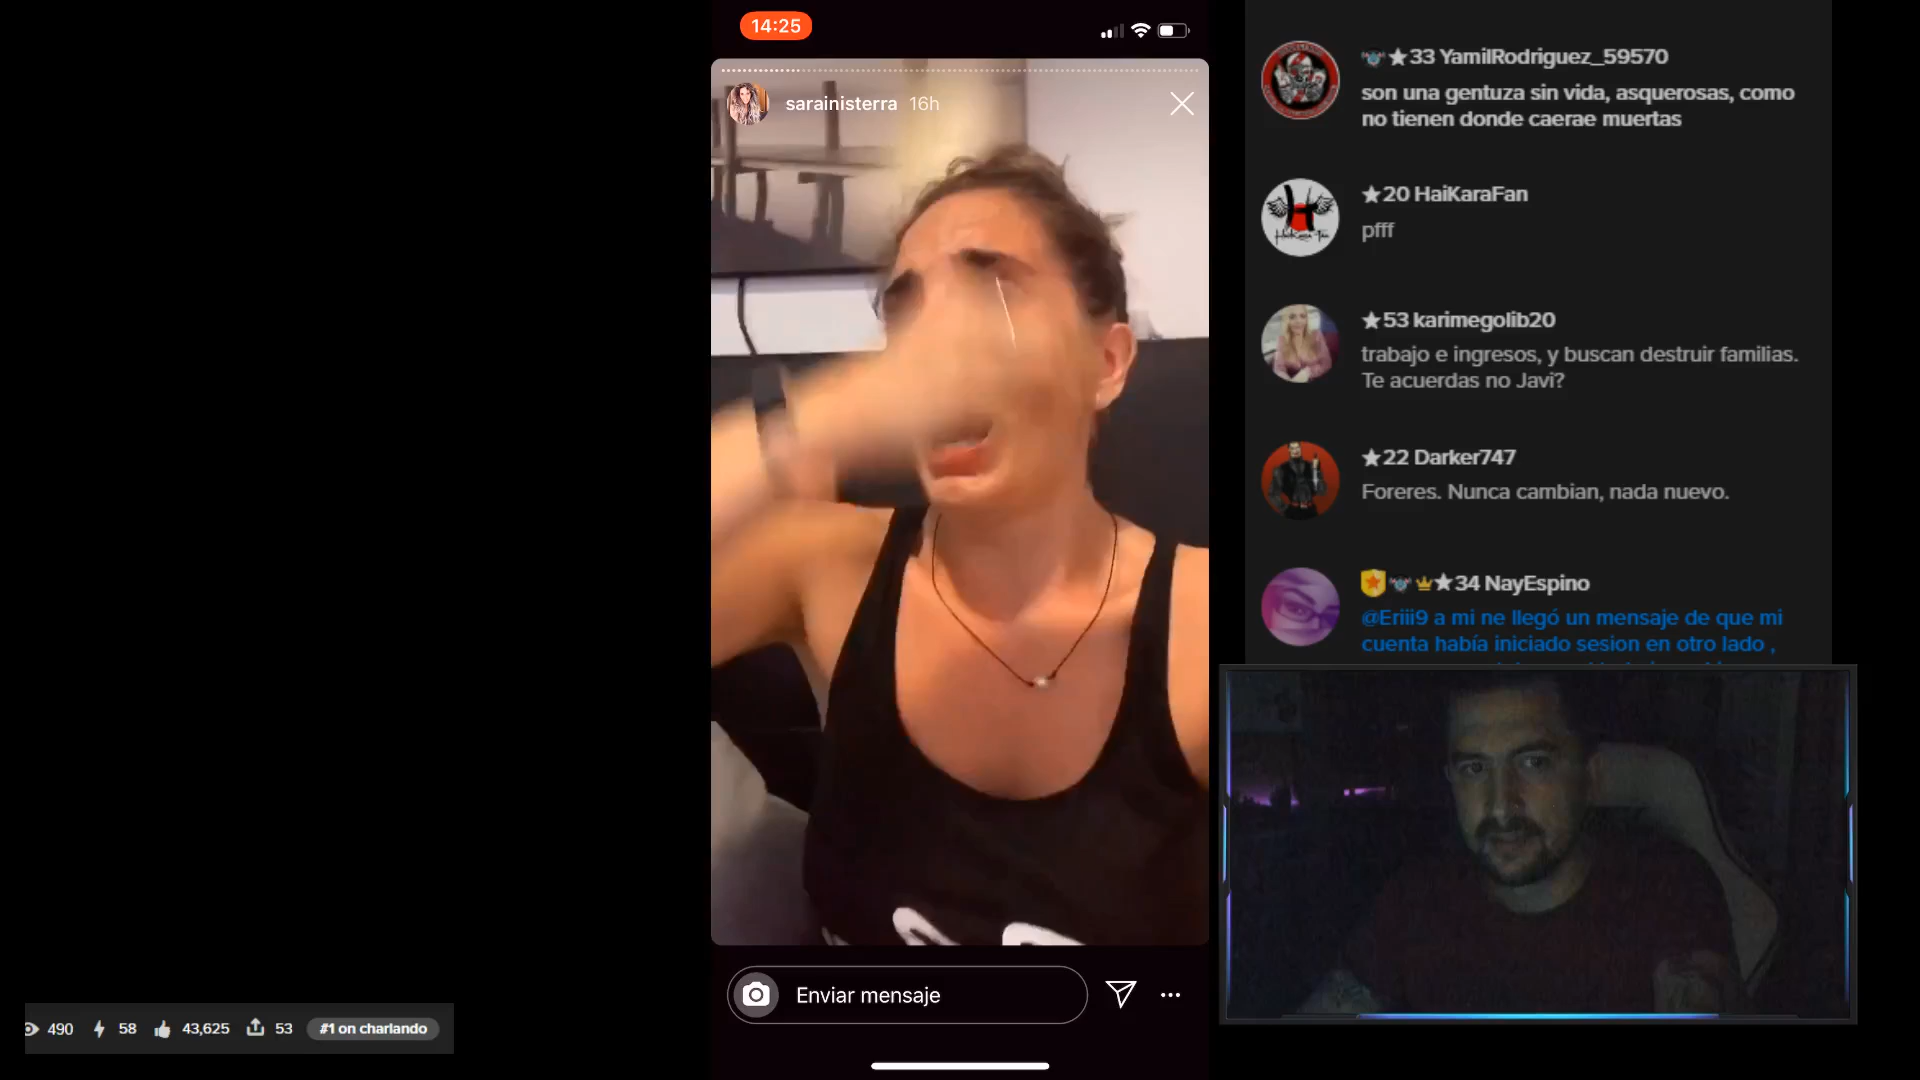 14:25
sarainisterra 16h
Enviar mensaje
★33 YamilRodriguez_59570
son una gentuza sin vida, asquerosas, como
no tienen donde caerae muertas
★20 HaiKaraFan
pfff
★53 karimegolib20
trabajo e ingresos, y buscan destruir familias.
Te acuerdas no Javi?
★22 Darker747
Foreres. Nunca cambian, nada nuevo.
★34 NayEspino
@Eriii9 a mi ne llegó un mensaje de que mi
cuenta había iniciado sesion en otro lado ,
490 58 43,625 53 #1 on charlando